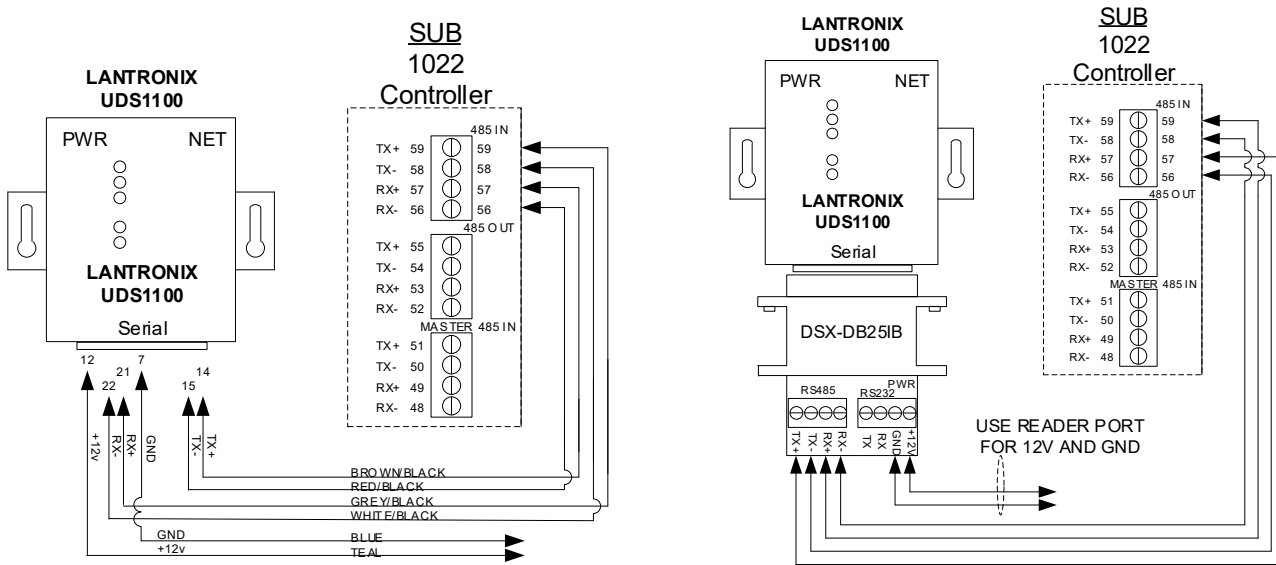 LANTRONIX
UDS1100
PWR NET
LANTRONIX
UDS1100
Serial
12 7
21 14
22 15
+12v
RX-
RX+
GND
TX-
TX+
SUB
1022
Controller
485 IN
TX+ 59 59
TX- 58 58
RX+ 57 57
RX- 56 56
485 OUT
TX+ 55
TX- 54
RX+ 53
RX- 52
MASTER 485 IN
TX+ 51
TX- 50
RX+ 49
RX- 48
BROWN/BLACK
RED/BLACK
GREY/BLACK
WHITE/BLACK
GND BLUE
+12v TEAL
LANTRONIX
UDS1100
PWR NET
LANTRONIX
UDS1100
Serial
DSX-DB25IB
PWR
RS485 RS232
TX+
TX-
RX+
RX-
TX
RX
GND
+12V
USE READER PORT
FOR 12V AND GND
SUB
1022
Controller
485 IN
TX+ 59 59
TX- 58 58
RX+ 57 57
RX- 56 56
485 OUT
TX+ 55
TX- 54
RX+ 53
RX- 52
MASTER 485 IN
TX+ 51
TX- 50
RX+ 49
RX- 48